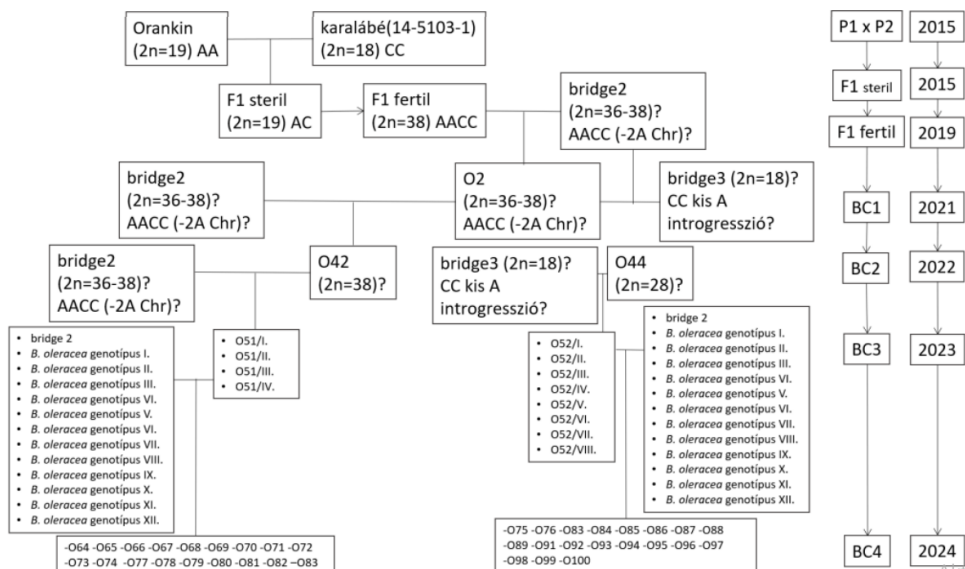 Orankin
(2n=19) AA
karalábé(14-5103-1)
(2n=18) CC
P1 x P2
2015
F1 steril
(2n=19) AC
F1 fertil
(2n=38) AACC
bridge2
(2n=36-38)?
AACC (-2A Chr)?
F1 steril
2015
F1 fertil
2019
bridge2
(2n=36-38)?
AACC (-2A Chr)?
O2
(2n=36-38)?
AACC (-2A Chr)?
bridge3 (2n=18)?
CC kis A
introgresszió?
BC1
2021
bridge2
(2n=36-38)?
AACC (-2A Chr)?
O42
(2n=38)?
bridge3 (2n=18)?
CC kis A
introgresszió?
O44
(2n=28)?
BC2
2022
• bridge 2
• B. oleracea genotípus I.
• B. oleracea genotípus II.
• B. oleracea genotípus III.
• B. oleracea genotípus VI.
• B. oleracea genotípus V.
• B. oleracea genotípus VI.
• B. oleracea genotípus VII.
• B. oleracea genotípus VIII.
• B. oleracea genotípus IX.
• B. oleracea genotípus X.
• B. oleracea genotípus XI.
• B. oleracea genotípus XII.
• O51/I.
• O51/II.
• O51/III.
• O51/IV.
• O52/I.
• O52/II.
• O52/III.
• O52/IV.
• O52/V.
• O52/VI.
• O52/VII.
• O52/VIII.
• bridge 2
• B. oleracea genotípus I.
• B. oleracea genotípus II.
• B. oleracea genotípus III.
• B. oleracea genotípus VI.
• B. oleracea genotípus V.
• B. oleracea genotípus VI.
• B. oleracea genotípus VII.
• B. oleracea genotípus VIII.
• B. oleracea genotípus IX.
• B. oleracea genotípus X.
• B. oleracea genotípus XI.
• B. oleracea genotípus XII.
BC3
2023
-O64 -O65 -O66 -O67 -O68 -O69 -O70 -O71 -O72
-O73 -O74 -O77 -O78 -O79 -O80 -O81 -O82 –O83
-O75 -O76 -O83 -O84 -O85 -O86 -O87 -O88
-O89 -O91 -O92 -O93 -O94 -O95 -O96 -O97
-O98 -O99 -O100
BC4
2024